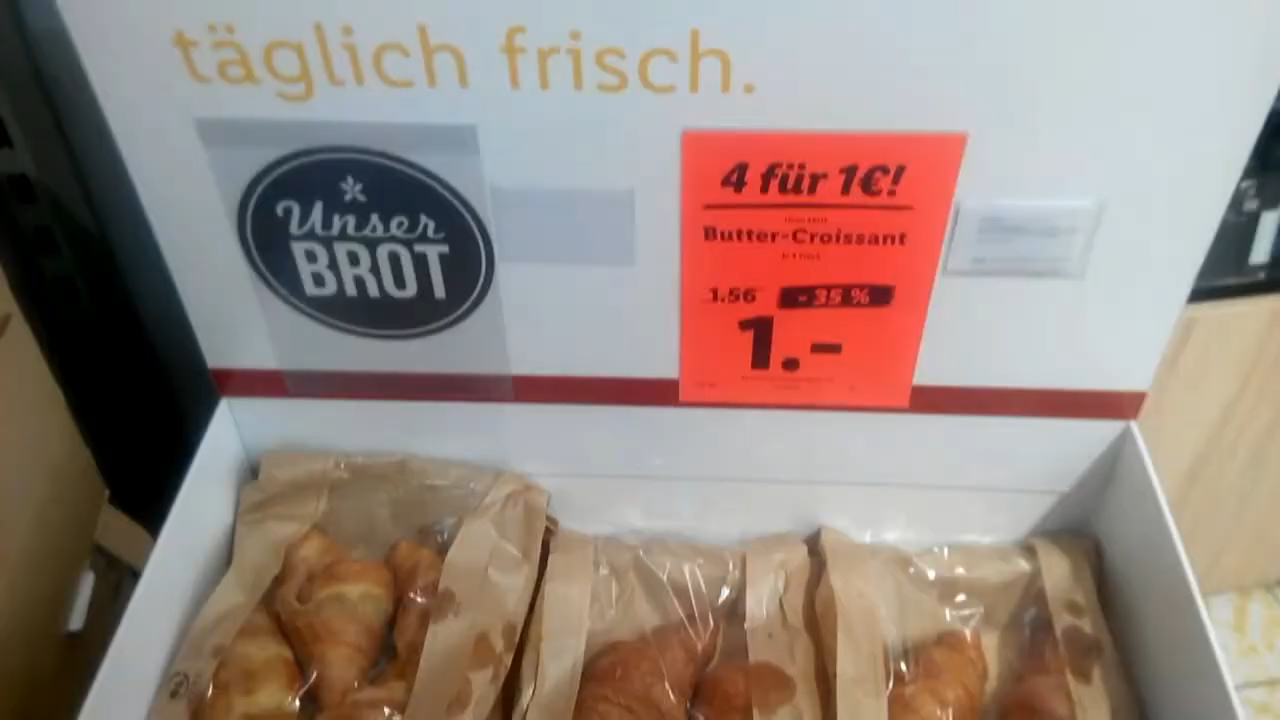 täglich frisch.
Unser
BROT
4 für 1€!
Butter-Croissant
1.56 - 35 %
1.-